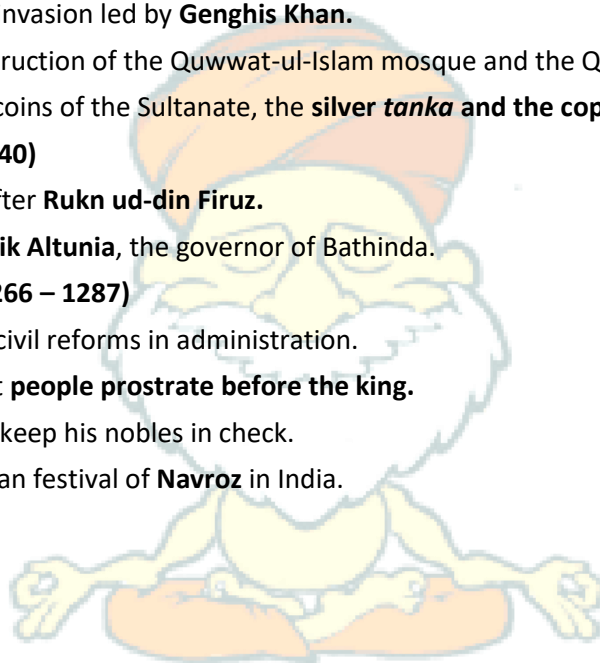 nvasion led by Genghis Khan.
ruction of the Quwwat-ul-Islam mosque and the Q
coins of the Sultanate, the silver tanka and the cop
40)
fter Rukn ud-din Firuz.
ik Altunia, the governor of Bathinda.
266 – 1287)
civil reforms in administration.
t people prostrate before the king.
keep his nobles in check.
an festival of Navroz in India.